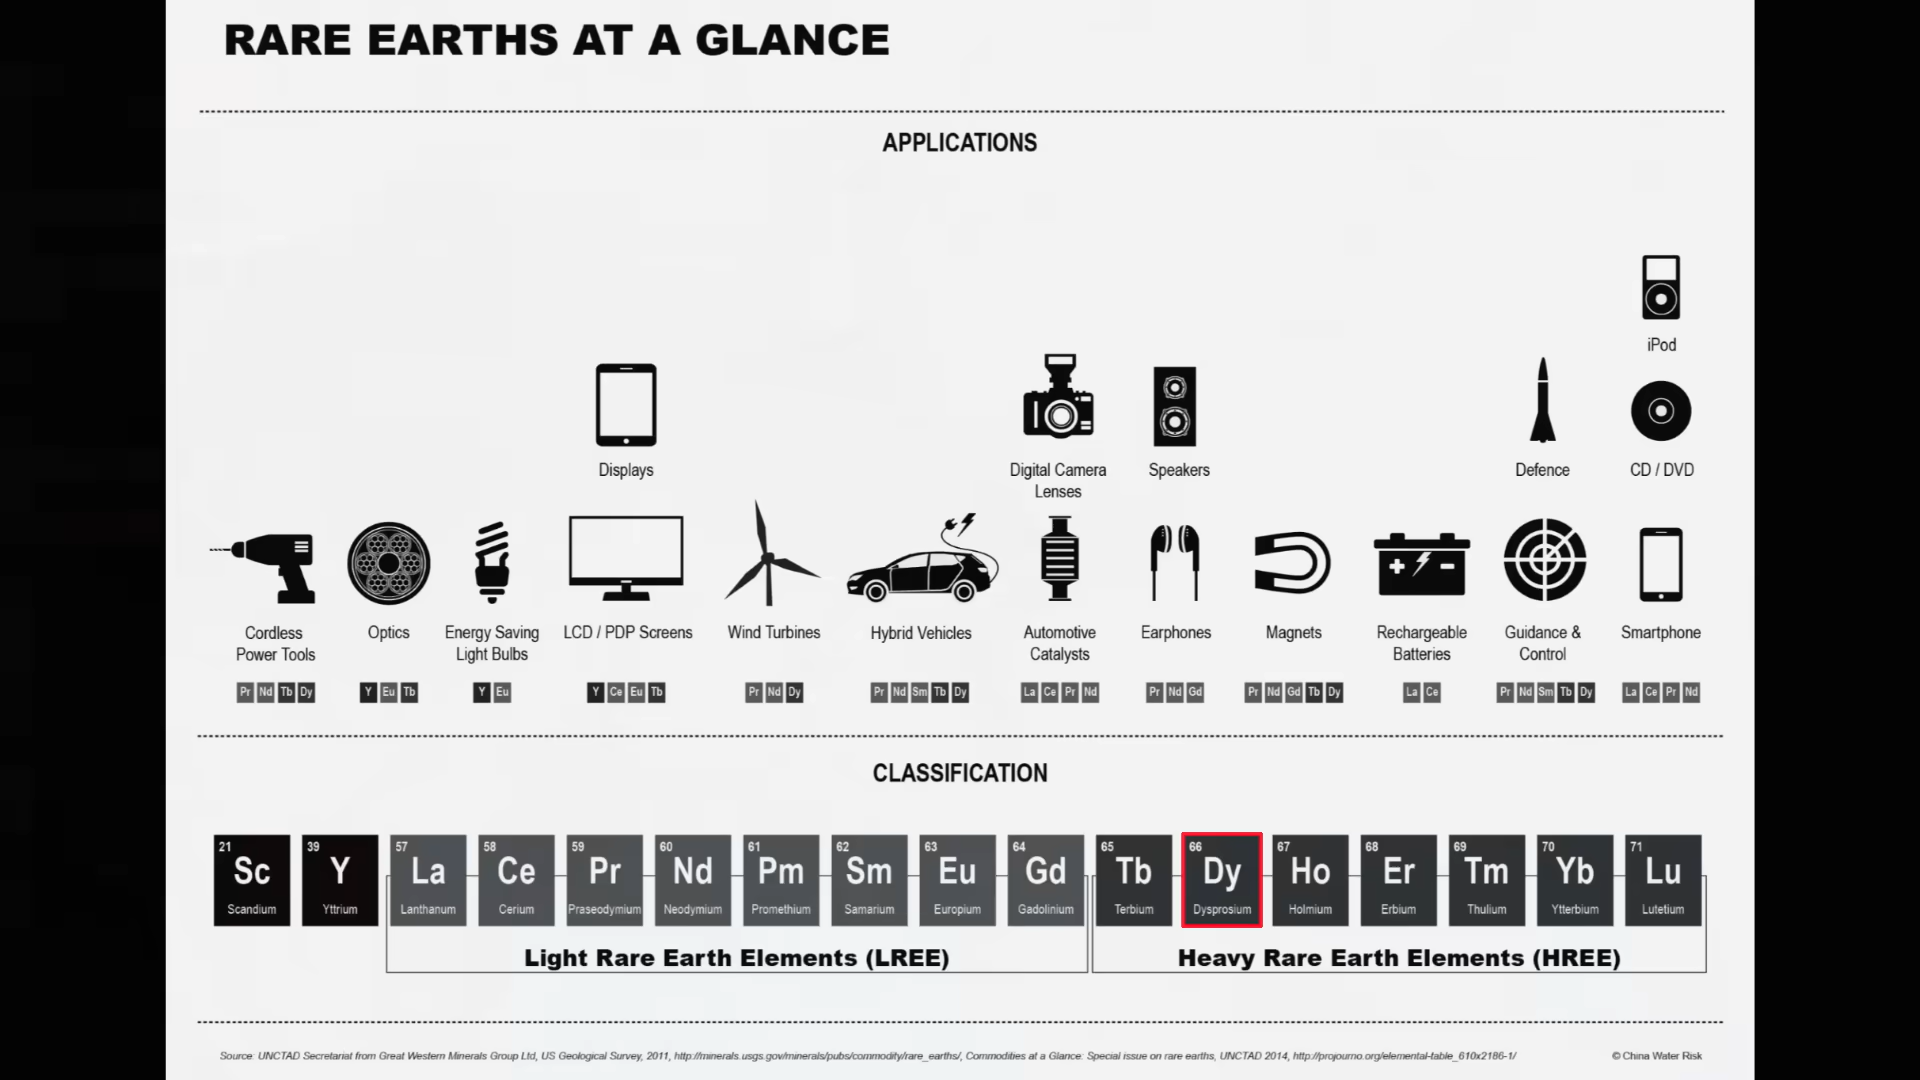 RARE EARTHS AT A GLANCE
APPLICATIONS
iPod
Displays
Digital Camera
Lenses
Speakers
Defence
CD / DVD
Cordless
Power Tools
Optics
Energy Saving
Light Bulbs
LCD / PDP Screens
Wind Turbines
Hybrid Vehicles
Automotive
Catalysts
Earphones
Magnets
Rechargeable
Batteries
Guidance &
Control
Smartphone
Pr Nd Tb Dy
Y Eu Tb
Y Eu
Y Ce Eu Tb
Pr Nd Dy
Pr Nd Sm Tb Dy
La Ce Pr Nd
Pr Nd Gd
Pr Nd Gd Tb Dy
La Ce
Pr Nd Sm Tb Dy
La Ce Pr Nd
CLASSIFICATION
21
Sc
Scandium
39
Y
Yttrium
57
La
Lanthanum
58
Ce
Cerium
59
Pr
Praseodymium
60
Nd
Neodymium
61
Pm
Promethium
62
Sm
Samarium
63
Eu
Europium
64
Gd
Gadolinium
65
Tb
Terbium
66
Dy
Dysprosium
67
Ho
Holmium
68
Er
Erbium
69
Tm
Thulium
70
Yb
Ytterbium
71
Lu
Lutetium
Light Rare Earth Elements (LREE)
Heavy Rare Earth Elements (HREE)
Source: UNCTAD Secretariat from Great Western Minerals Group Ltd, US Geological Survey, 2011, http://minerals.usgs.gov/minerals/pubs/commodity/rare_earths/, Commodities at a Glance: Special issue on rare earths, UNCTAD 2014, http://projourno.org/elemental-table_610x2186-1/
© China Water Risk